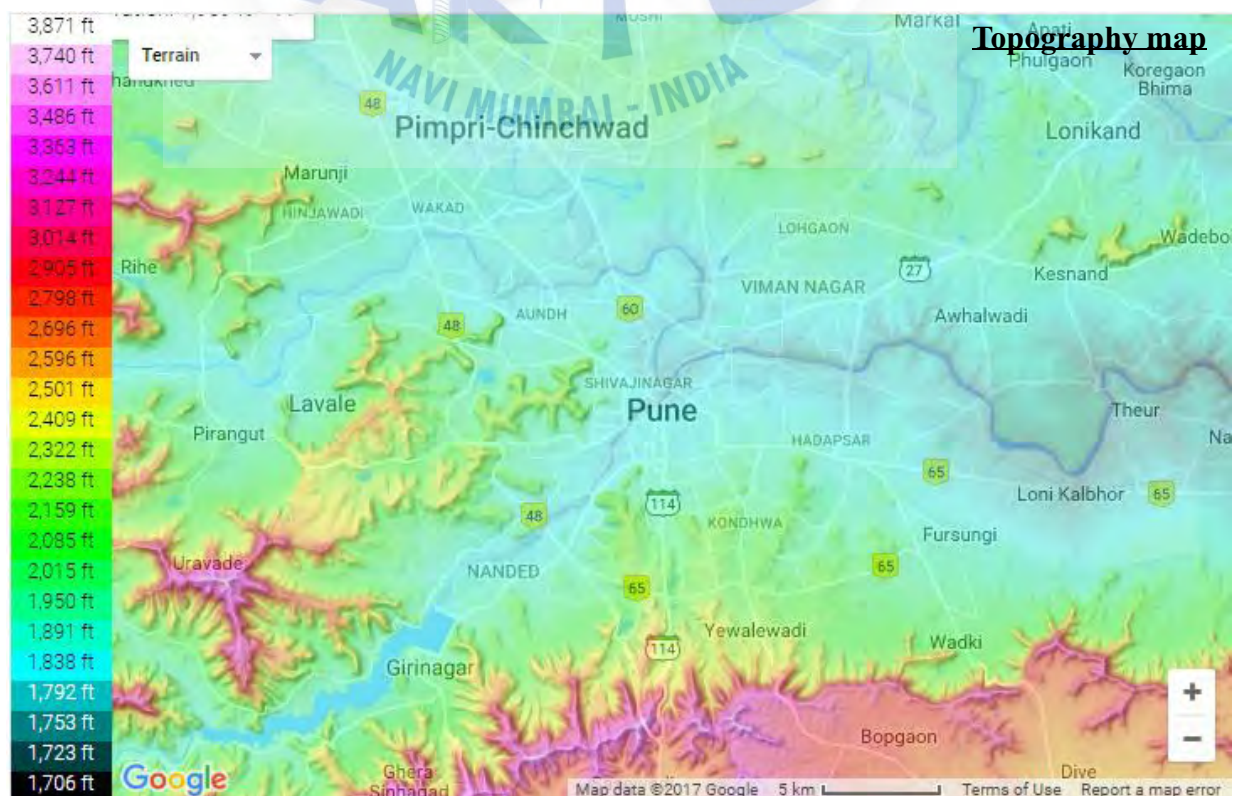 Topography map
Terrain
NAVI MUMBAI - INDIA
3,871 ft
3,740 ft
3,611 ft
3,486 ft
3,363 ft
3,244 ft
3,127 ft
3,014 ft
2,905 ft
2,798 ft
2,696 ft
2,596 ft
2,501 ft
2,409 ft
2,322 ft
2,238 ft
2,159 ft
2,085 ft
2,015 ft
1,950 ft
1,891 ft
1,838 ft
1,792 ft
1,753 ft
1,723 ft
1,706 ft
MOSHI
Markal
Apati
Phulgaon
Koregaon
Bhima
48
Pimpri-Chinchwad
Lonikand
Marunji
HINJAWADI
WAKAD
LOHGAON
Wadebo
Rihe
27
Kesnand
VIMAN NAGAR
60
AUNDH
48
Awhalwadi
SHIVAJINAGAR
Lavale
Pune
Theur
Pirangut
HADAPSAR
Na
65
Loni Kalbhor
65
114
48
KONDHWA
Fursungi
Uravade
NANDED
65
65
Yewalewadi
114
Wadki
Girinagar
+
−
Bopgaon
Ghera
Sinhagad
Dive
Google
Map data ©2017 Google
5 km
Terms of Use
Report a map error